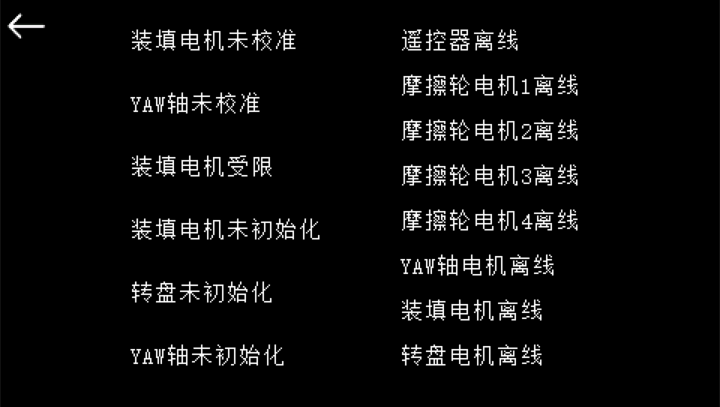 装填电机未校准
YAW轴未校准
装填电机受限
装填电机未初始化
转盘未初始化
YAW轴未初始化
遥控器离线
摩擦轮电机1离线
摩擦轮电机2离线
摩擦轮电机3离线
摩擦轮电机4离线
YAW轴电机离线
装填电机离线
转盘电机离线